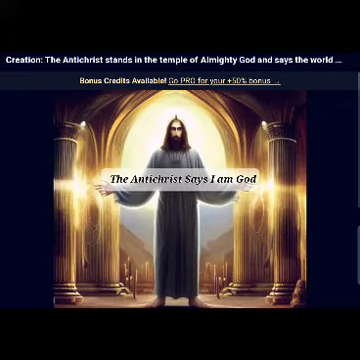 Creation: The Antichrist stands in the temple of Almighty God and says the world ...
Bonus Credits Available! Go PRO for your +50% bonus →
The Antichrist Says I am God